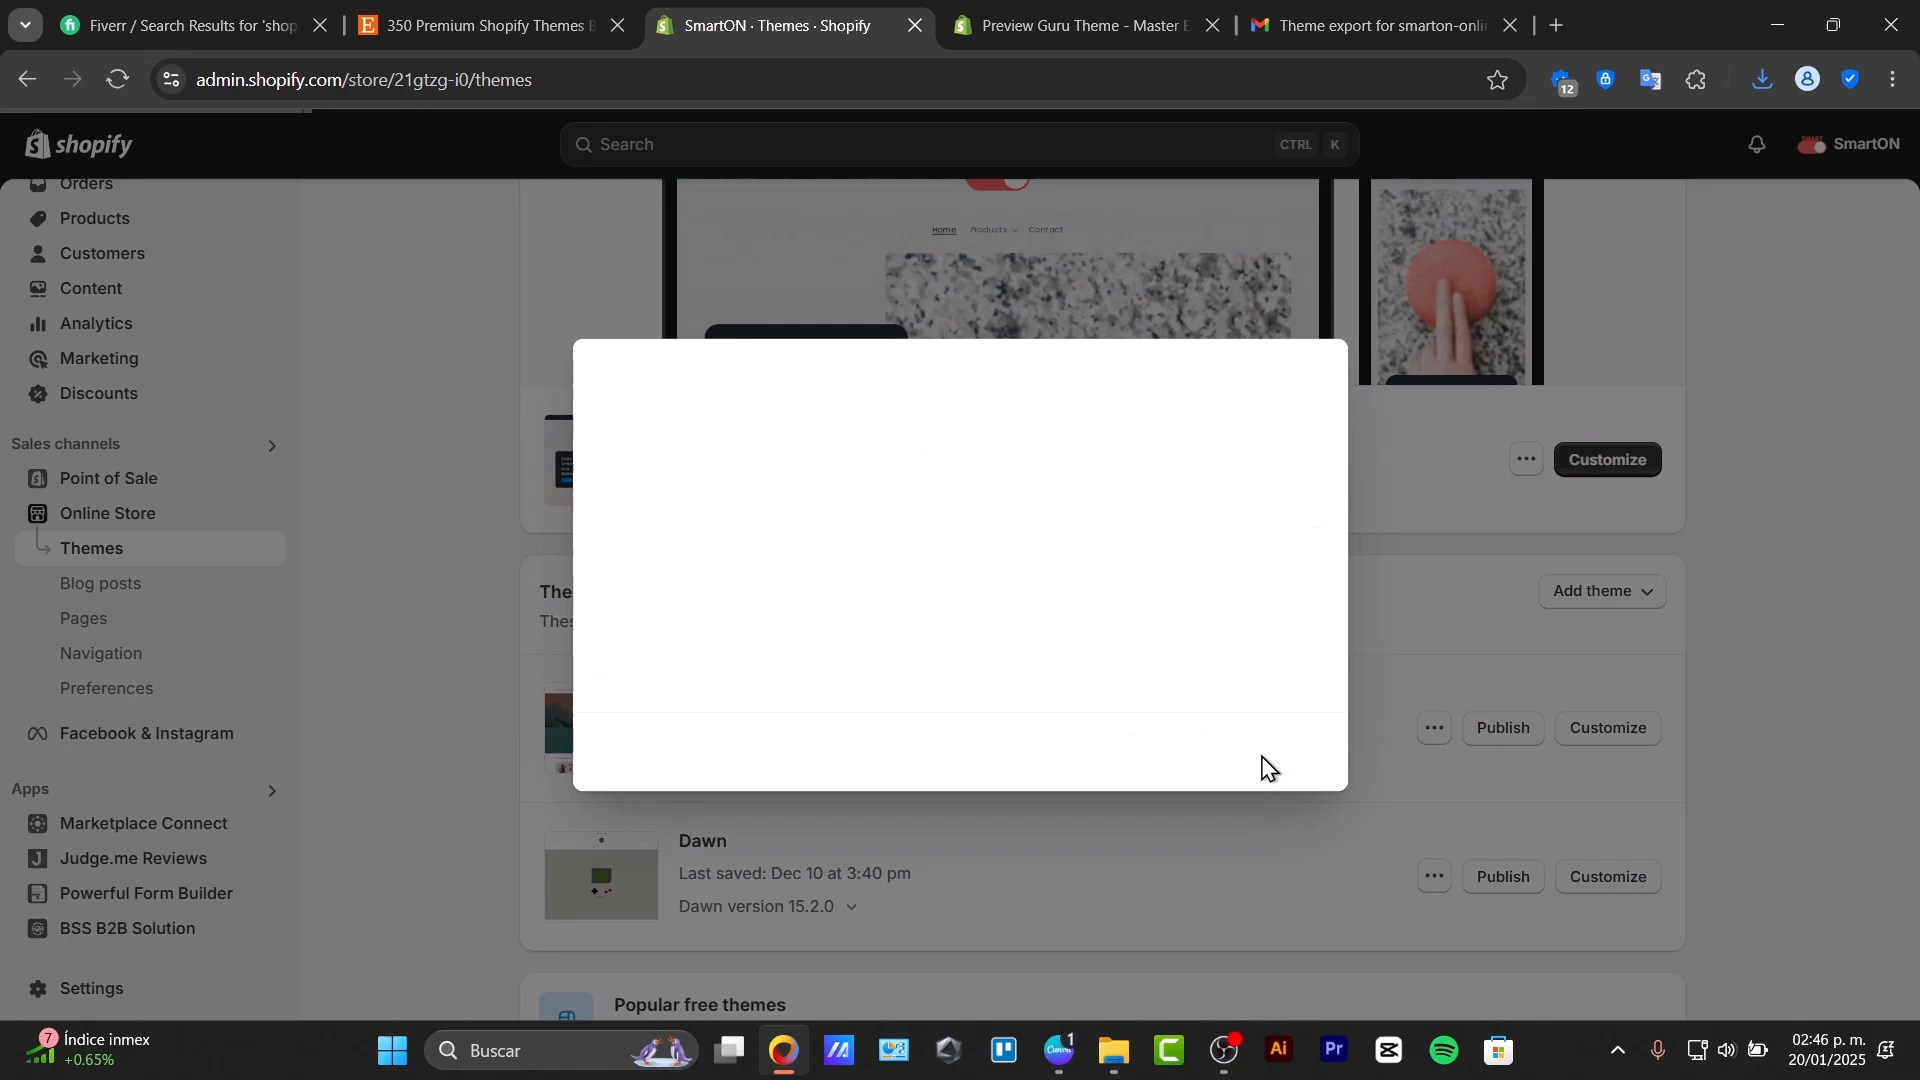 Fiverr / Search Results for 'shop
350 Premium Shopify Themes B
SmartON · Themes · Shopify
Preview Guru Theme - Master E
Theme export for smarton-onli
admin.shopify.com/store/21gtzg-i0/themes
12
shopify
Search
CTRL
K
SmartON
Orders
Products
Customers
Content
Analytics
Marketing
Discounts
Sales channels
Point of Sale
Online Store
Themes
Blog posts
Pages
Navigation
Preferences
Facebook & Instagram
Apps
Marketplace Connect
Judge.me Reviews
Powerful Form Builder
BSS B2B Solution
Settings
Home
Products
Contact
Customize
The
Thes
Add theme
Publish
Customize
Dawn
Last saved: Dec 10 at 3:40 pm
Dawn version 15.2.0
Publish
Customize
Popular free themes
7
Índice inmex
+0.65%
Buscar
Canva
1
Ai
Pr
02:46 p. m.
20/01/2025